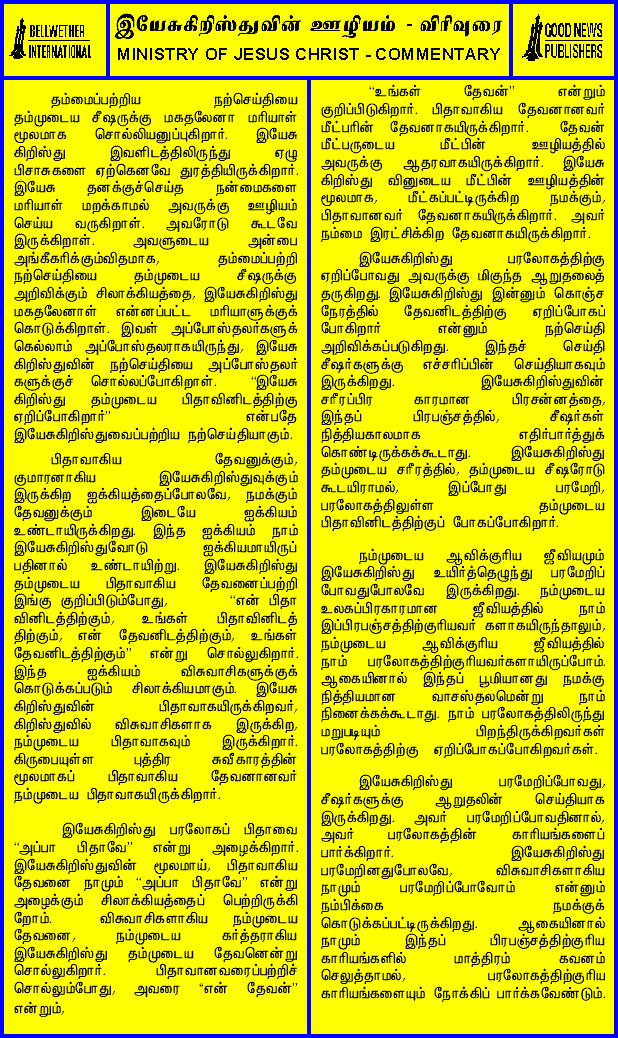 BELLWETHER
INTERNATIONAL
இயேசுகிறிஸ்துவின் ஊழியம் - விரிவுரை
MINISTRY OF JESUS CHRIST - COMMENTARY
GOOD NEWS
PUBLISHERS
தம்மைப்பற்றிய நற்செய்தியை
தம்முடைய சீஷருக்கு மகதலேனா மரியாள்
மூலமாக சொல்லியனுப்புகிறார். இயேசு
கிறிஸ்து இவளிடத்திலிருந்து ஏழு
பிசாசுகளை ஏற்கெனவே துரத்தியிருக்கிறார்.
இயேசு தனக்குச்செய்த நன்மைகளை
மரியாள் மறக்காமல் அவருக்கு ஊழியம்
செய்ய வருகிறாள். அவரோடு கூடவே
இருக்கிறாள். அவளுடைய அன்பை
அங்கீகரிக்கும்விதமாக, தம்மைப்பற்றி
நற்செய்தியை தம்முடைய சீஷருக்கு
அறிவிக்கும் சிலாக்கியத்தை, இயேசுகிறிஸ்து
மகதலேனாள் என்னப்பட்ட மரியாளுக்குக்
கொடுக்கிறாள். இவள் அப்போஸ்தலர்களுக்
கெல்லாம் அப்போஸ்தலராகயிருந்து, இயேசு
கிறிஸ்துவின் நற்செய்தியை அப்போஸ்தலர்
களுக்குச் சொல்லப்போகிறாள். “இயேசு
கிறிஸ்து தம்முடைய பிதாவினிடத்திற்கு
ஏறிப்போகிறார்” என்பதே
இயேசுகிறிஸ்துவைப்பற்றிய நற்செய்தியாகும்.
பிதாவாகிய தேவனுக்கும்,
குமாரனாகிய இயேசுகிறிஸ்துவுக்கும்
இருக்கிற ஐக்கியத்தைப்போலவே, நமக்கும்
தேவனுக்கும் இடையே ஐக்கியம்
உண்டாயிருக்கிறது. இந்த ஐக்கியம் நாம்
இயேசுகிறிஸ்துவோடு ஐக்கியமாயிருப்
பதினால் உண்டாயிற்று. இயேசுகிறிஸ்து
தம்முடைய பிதாவாகிய தேவனைப்பற்றி
இங்கு குறிப்பிடும்போது, “என் பிதா
வினிடத்திற்கும், உங்கள் பிதாவினிடத்
திற்கும், என் தேவனிடத்திற்கும், உங்கள்
தேவனிடத்திற்கும்” என்று சொல்லுகிறார்.
இந்த ஐக்கியம் விசுவாசிகளுக்குக்
கொடுக்கப்படும் சிலாக்கியமாகும். இயேசு
கிறிஸ்துவின் பிதாவாகயிருக்கிறவர்,
கிறிஸ்துவில் விசுவாசிகளாக இருக்கிற,
நம்முடைய பிதாவாகவும் இருக்கிறார்.
கிருபையுள்ள புத்திர சுவீகாரத்தின்
மூலமாகப் பிதாவாகிய தேவனானவர்
நம்முடைய பிதாவாகயிருக்கிறார்.
இயேசுகிறிஸ்து பரலோகப் பிதாவை
“அப்பா பிதாவே” என்று அழைக்கிறார்.
இயேசுகிறிஸ்துவின் மூலமாய், பிதாவாகிய
தேவனை நாமும் “அப்பா பிதாவே” என்று
அழைக்கும் சிலாக்கியத்தைப் பெற்றிருக்கி
றோம். விசுவாசிகளாகிய நம்முடைய
தேவனை, நம்முடைய கர்த்தராகிய
இயேசுகிறிஸ்து தம்முடைய தேவனென்று
சொல்லுகிறார். பிதாவானவரைப்பற்றிச்
சொல்லும்போது, அவரை “என் தேவன்”
என்றும்,
“உங்கள் தேவன்” என்றும்
குறிப்பிடுகிறார். பிதாவாகிய தேவனானவர்
மீட்பரின் தேவனாகயிருக்கிறார். தேவன்
மீட்பருடைய மீட்பின் ஊழியத்தில்
அவருக்கு ஆதரவாகயிருக்கிறார். இயேசு
கிறிஸ்து வினுடைய மீட்பின் ஊழியத்தின்
மூலமாக, மீட்கப்பட்டிருக்கிற நமக்கும்,
பிதாவானவர் தேவனாகயிருக்கிறார். அவர்
நம்மை இரட்சிக்கிற தேவனாகயிருக்கிறார்.
இயேசுகிறிஸ்து பரலோகத்திற்கு
ஏறிப்போவது அவருக்கு மிகுந்த ஆறுதலைத்
தருகிறது. இயேசுகிறிஸ்து இன்னும் கொஞ்ச
நேரத்தில் தேவனிடத்திற்கு ஏறிப்போகப்
போகிறார் என்னும் நற்செய்தி
அறிவிக்கப்படுகிறது. இந்தச் செய்தி
சீஷர்களுக்கு எச்சரிப்பின் செய்தியாகவும்
இருக்கிறது. இயேசுகிறிஸ்துவின்
சரீரப்பிர காரமான பிரசன்னத்தை,
இந்தப் பிரபஞ்சத்தில், சீஷர்கள்
நித்தியகாலமாக எதிர்பார்த்துக்
கொண்டிருக்கக்கூடாது. இயேசுகிறிஸ்து
தம்முடைய சரீரத்தில், தம்முடைய சீஷரோடு
கூடயிராமல், இப்போது பரமேறி,
பரலோகத்திலுள்ள தம்முடைய
பிதாவினிடத்திற்குப் போகப்போகிறார்.
நம்முடைய ஆவிக்குரிய ஜீவியமும்
இயேசுகிறிஸ்து உயிர்த்தெழுந்து பரமேறிப்
போவதுபோலவே இருக்கிறது. நம்முடைய
உலகப்பிரகாரமான ஜீவியத்தில் நாம்
இப்பிரபஞ்சத்திற்குரியவர் களாகயிருந்தாலும்,
நம்முடைய ஆவிக்குரிய ஜீவியத்தில்
நாம் பரலோகத்திற்குரியவர்களாயிருப்போம்.
ஆகையினால் இந்தப் பூமியானது நமக்கு
நித்தியமான வாசஸ்தலமென்று நாம்
நினைக்கக்கூடாது. நாம் பரலோகத்திலிருந்து
மறுபடியும் பிறந்திருக்கிறவர்கள்
பரலோகத்திற்கு ஏறிப்போகப்போகிறவர்கள்.
இயேசுகிறிஸ்து பரமேறிப்போவது,
சீஷர்களுக்கு ஆறுதலின் செய்தியாக
இருக்கிறது. அவர் பரமேறிப்போவதினால்,
அவர் பரலோகத்தின் காரியங்களைப்
பார்க்கிறார். இயேசுகிறிஸ்து
பரமேறினதுபோலவே, விசுவாசிகளாகிய
நாமும் பரமேறிப்போவோம் என்னும்
நம்பிக்கை நமக்குக்
கொடுக்கப்பட்டிருக்கிறது. ஆகையினால்
நாமும் இந்தப் பிரபஞ்சத்திற்குரிய
காரியங்களில் மாத்திரம் கவனம்
செலுத்தாமல், பரலோகத்திற்குரிய
காரியங்களையும் நோக்கிப் பார்க்கவேண்டும்.